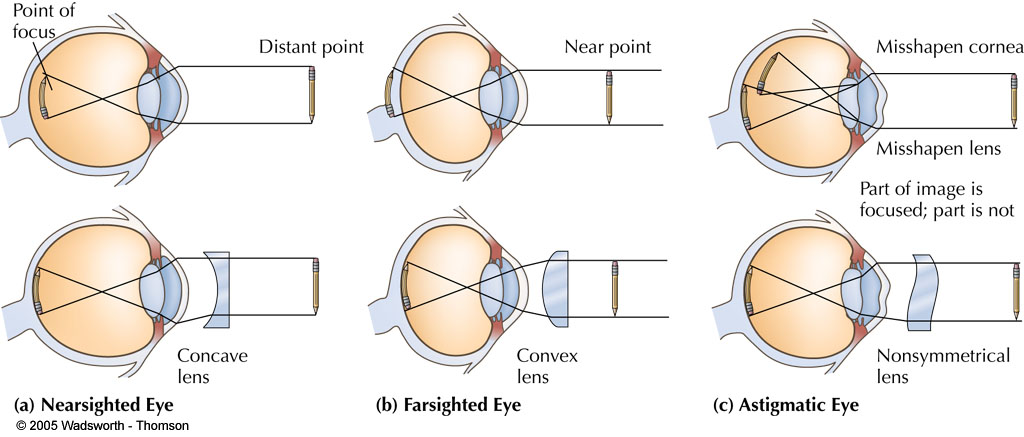 Point of
focus
Distant point
Near point
Misshapen cornea
Misshapen lens
Part of image is
focused; part is not
Concave
lens
Convex
lens
Nonsymmetrical
lens
(a) Nearsighted Eye
(b) Farsighted Eye
(c) Astigmatic Eye
© 2005 Wadsworth - Thomson